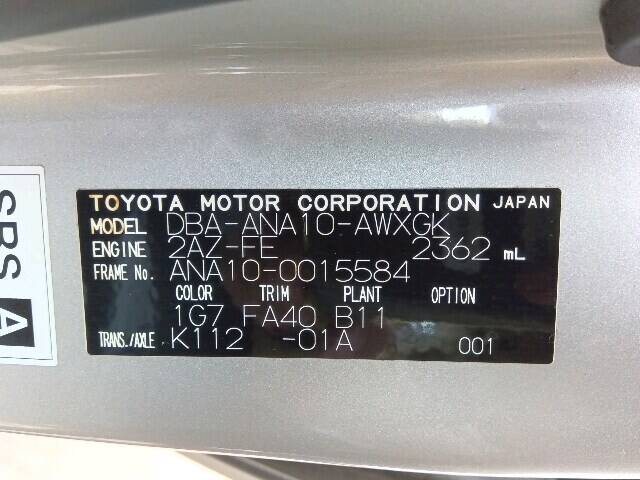 TOYOTA MOTOR CORPORATION JAPAN
MODEL DBA-ANA10-AWXGK
ENGINE 2AZ-FE 2362 mL
FRAME No. ANA10-0015584
COLOR TRIM PLANT OPTION
1G7 FA40 B11
TRANS./AXLE K112 -01A 001
SRS A